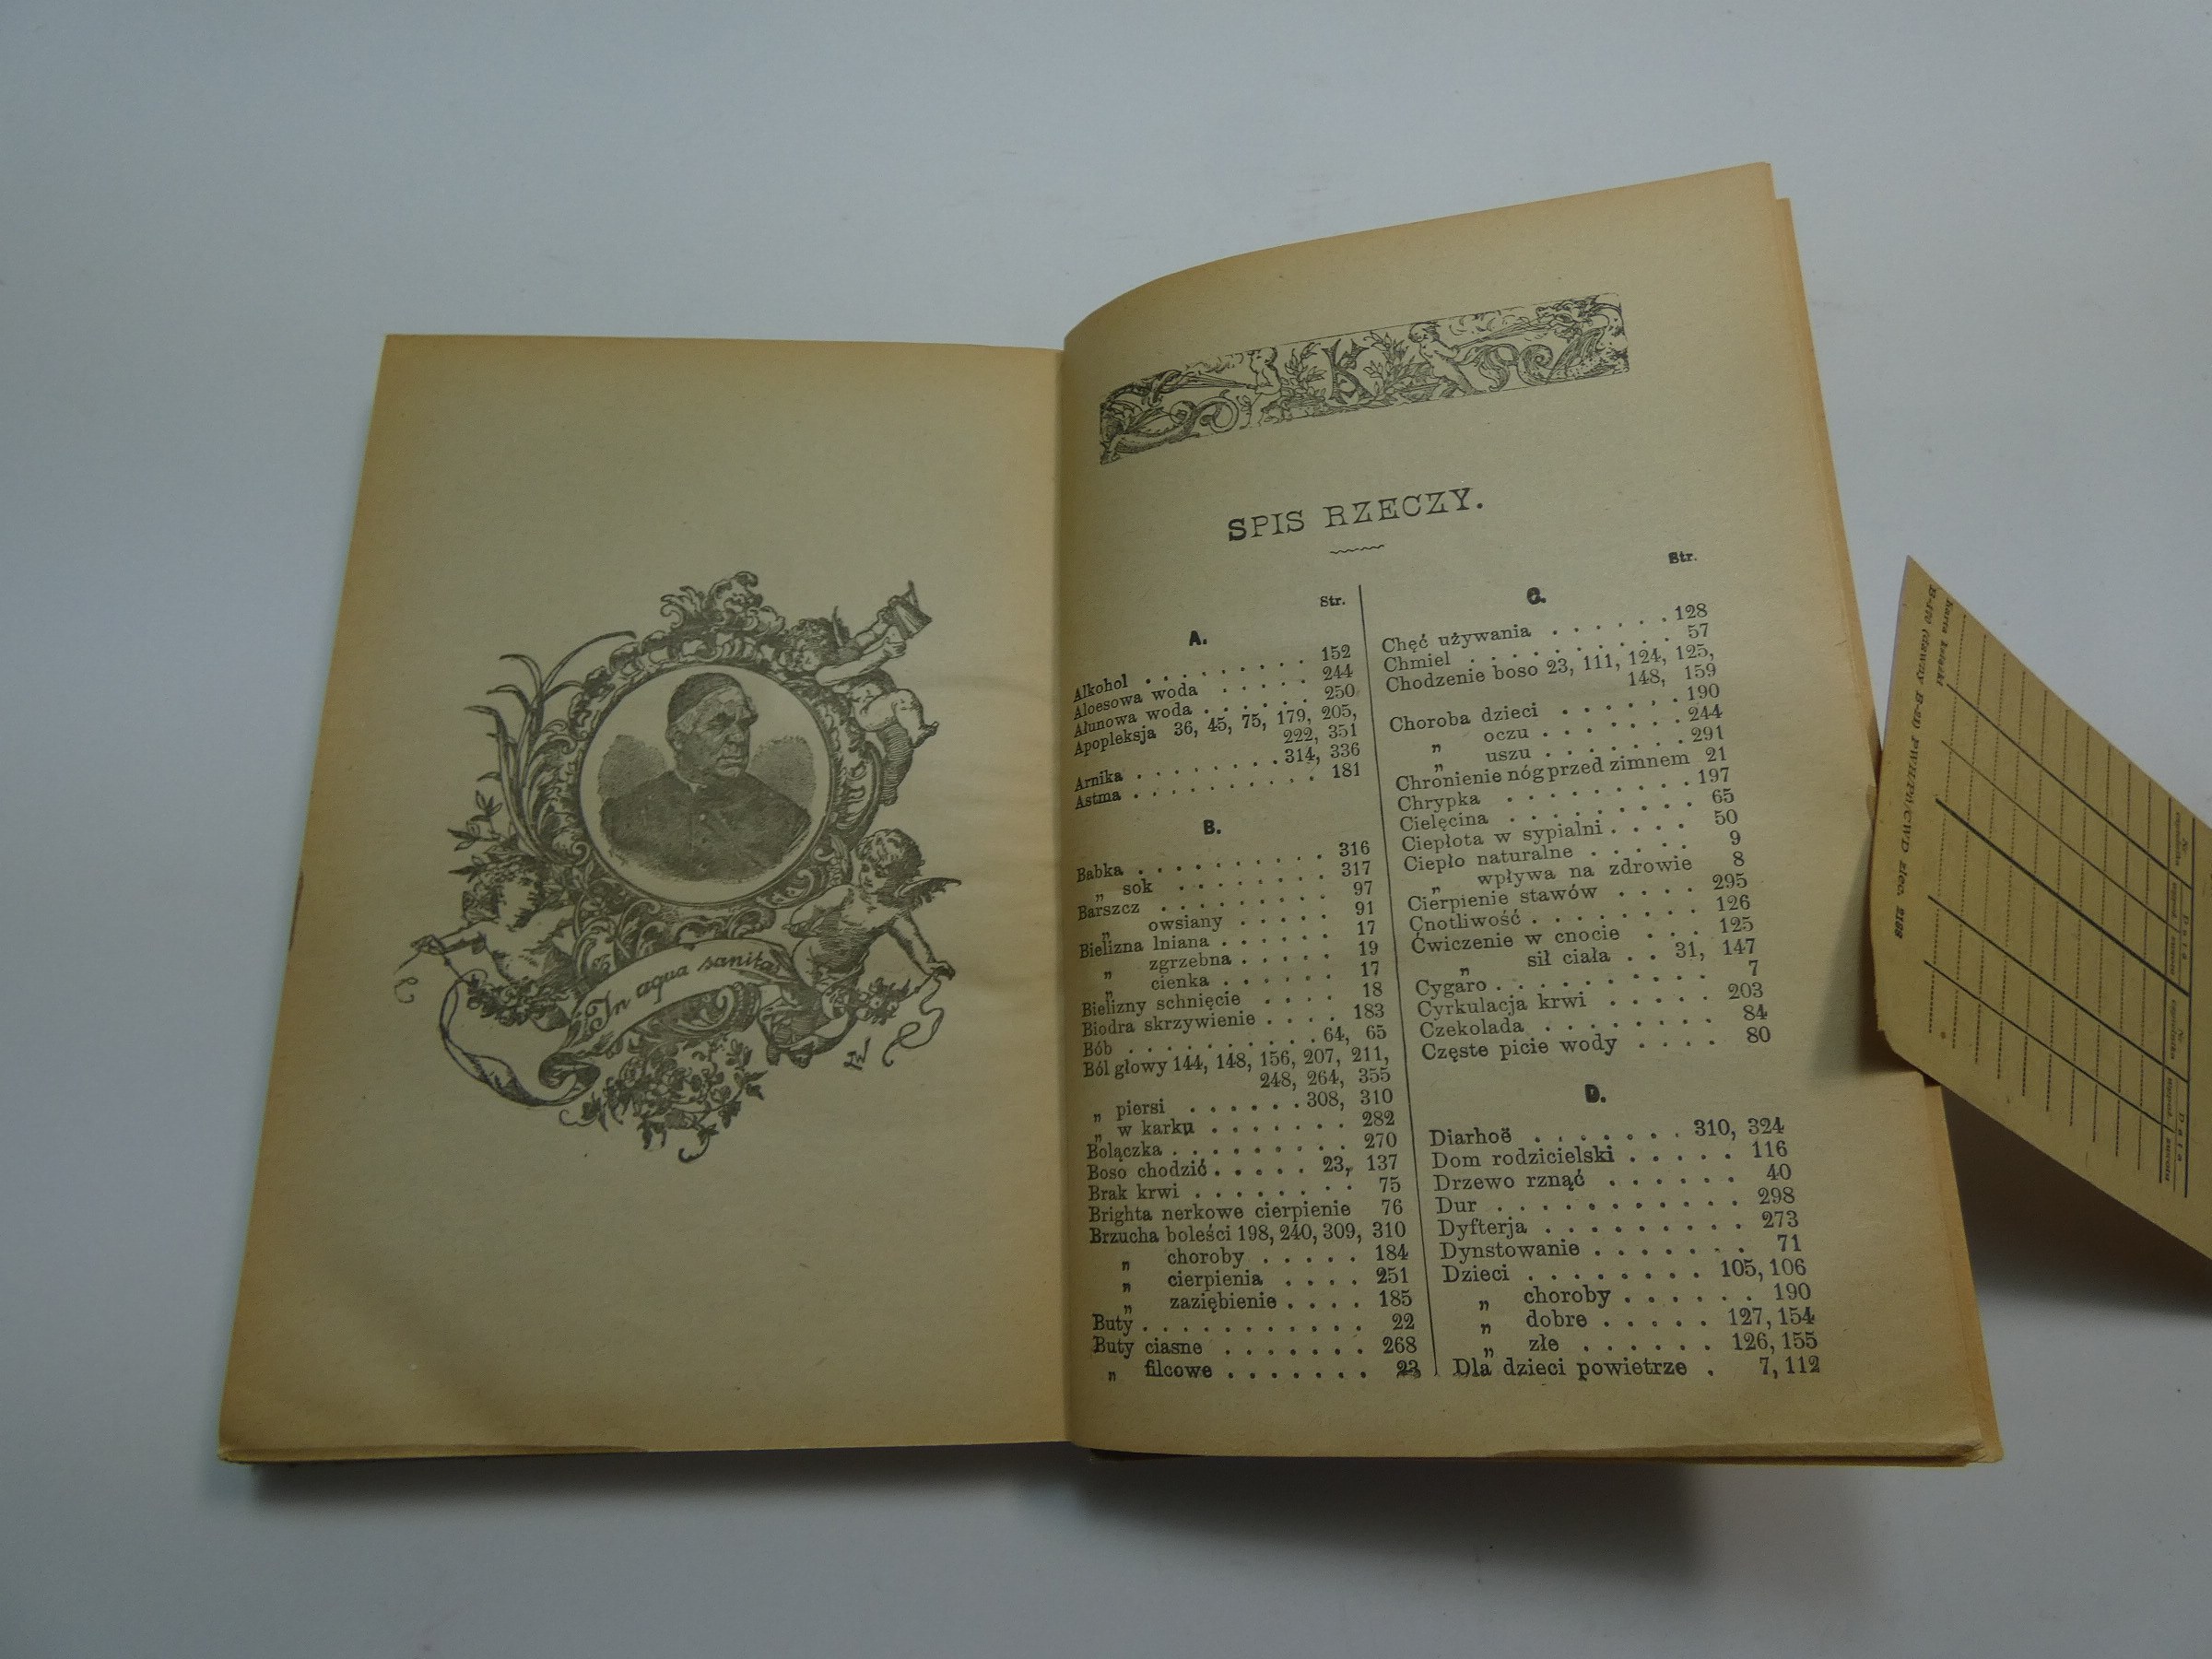 In aqua sanitas
LW
K
SPIS RZECZY.
Str.
A.
Alkohol . . . . . . . . . 152
Aloesowa woda . . . . . 244
Ałunowa woda . . . . . . 250
Apopleksja 36, 45, 75, 179, 205,
222, 351
Arnika . . . . . . . . 314, 336
Astma . . . . . . . . . . 181
B.
Babka . . . . . . . . . . 316
„ sok . . . . . . . . 317
Barszcz . . . . . . . . . 97
„ owsiany . . . . . 91
Bielizna lniana . . . . . . 17
„ zgrzebna . . . . . 19
„ cienka . . . . . . 17
Bielizny schnięcie . . . . 18
Biodra skrzywienie . . . . 183
Bób . . . . . . . . . . 64, 65
Ból głowy 144, 148, 156, 207, 211,
248, 264, 355
„ piersi . . . . . . 308, 310
„ w karku . . . . . . . 282
Bolączka . . . . . . . . . 270
Boso chodzić . . . . . 23, 137
Brak krwi . . . . . . . . 75
Brighta nerkowe cierpienie 76
Brzucha boleści 198, 240, 309, 310
„ choroby . . . . . 184
„ cierpienia . . . . 251
„ zaziębienie . . . . 185
Buty . . . . . . . . . . . 22
Buty ciasne . . . . . . . 268
„ filcowe . . . . . . . 23
Str.
C.
Chęć używania . . . . . . 128
Chmiel . . . . . . . . . . 57
Chodzenie boso 23, 111, 124, 125,
148, 159
Choroba dzieci . . . . . . 190
„ oczu . . . . . . 244
„ uszu . . . . . . . 291
Chronienie nóg przed zimnem 21
Chrypka . . . . . . . . . 197
Cielęcina . . . . . . . . . 65
Ciepłota w sypialni . . . . 50
Ciepło naturalne . . . . . 9
„ wpływa na zdrowie 8
Cierpienie stawów . . . . 295
Cnotliwość . . . . . . . . 126
Ćwiczenie w cnocie . . . 125
„ sił ciała . . 31, 147
Cygaro . . . . . . . . . . 7
Cyrkulacja krwi . . . . . 203
Czekolada . . . . . . . . 84
Częste picie wody . . . . 80
D.
Diarhoë . . . . . . . 310, 324
Dom rodzicielski . . . . . 116
Drzewo rznąć . . . . . . 40
Dur . . . . . . . . . . . 298
Dyfterja . . . . . . . . . 273
Dynstowanie . . . . . . . 71
Dzieci . . . . . . . . 105, 106
„ choroby . . . . . . 190
„ dobre . . . . . 127, 154
„ złe . . . . . . 126, 155
Dla dzieci powietrze . 7, 112
karta książki